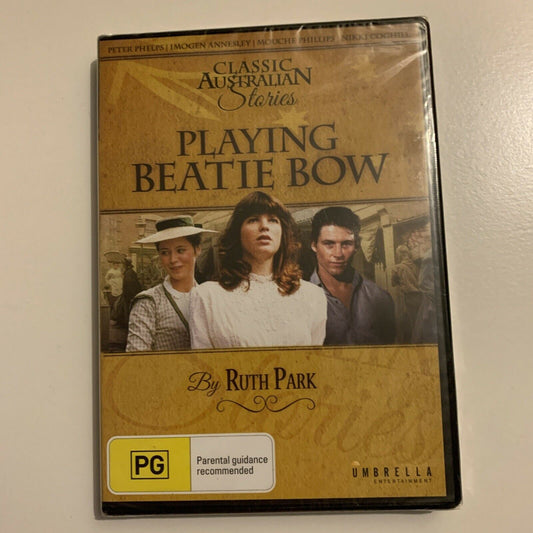 PETER PHELPS | IMOGEN ANNESLEY | MOUCHE PHILLIPS | NIKKI COGHILL
CLASSIC
AUSTRALIAN
Stories
PLAYING
BEATIE BOW
By RUTH PARK
Stories
PG
Parental guidance
recommended
UMBRELLA
ENTERTAINMENT